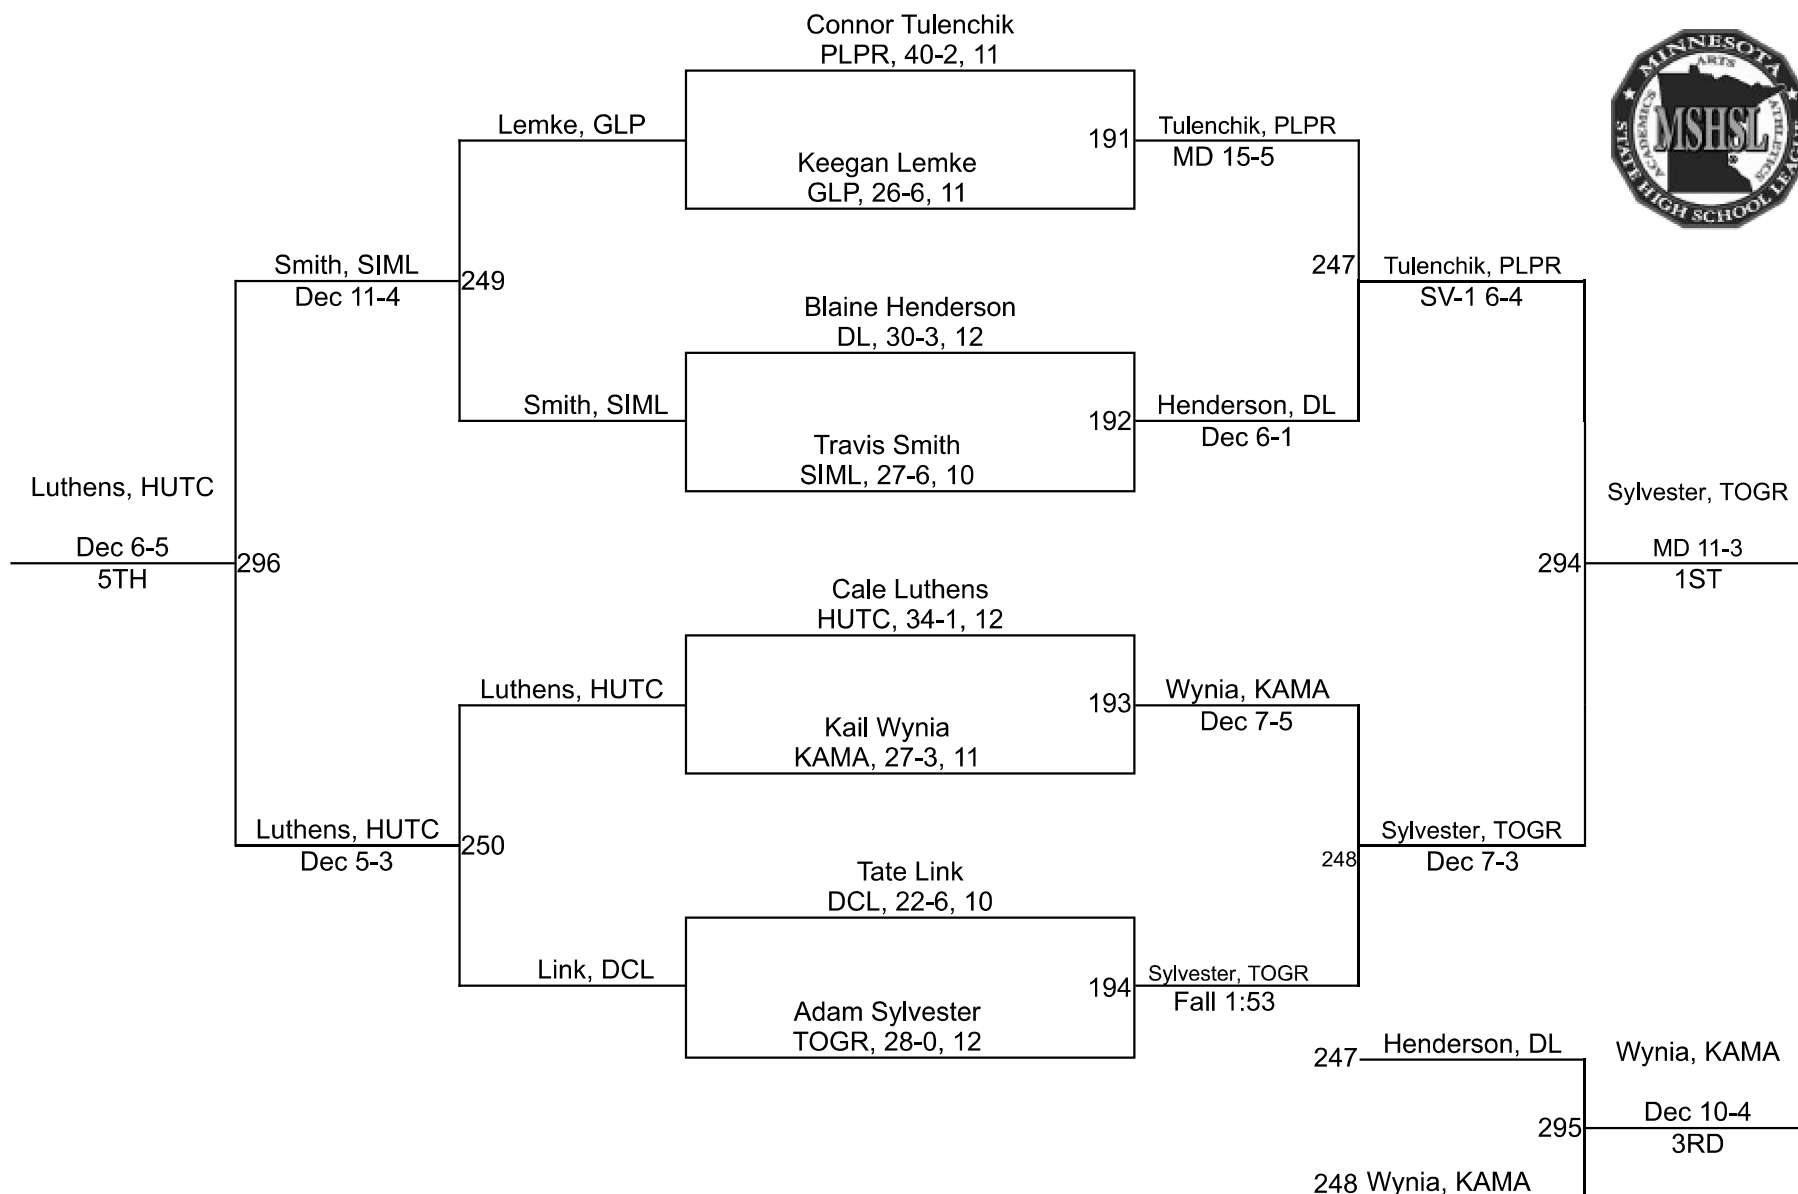 Connor Tulenchik
PLPR, 40-2, 11
MINNESOTA
STATE HIGH SCHOOL LEAGUE
ARTS
ACADEMICS
ATHLETICS
MSHSL
Lemke, GLP
191
Tulenchik, PLPR
MD 15-5
Keegan Lemke
GLP, 26-6, 11
Smith, SIML
Dec 11-4
249
247
Tulenchik, PLPR
SV-1 6-4
Blaine Henderson
DL, 30-3, 12
Smith, SIML
192
Henderson, DL
Dec 6-1
Travis Smith
SIML, 27-6, 10
Luthens, HUTC
Dec 6-5
5TH
296
Sylvester, TOGR
294
MD 11-3
1ST
Cale Luthens
HUTC, 34-1, 12
Luthens, HUTC
193
Wynia, KAMA
Dec 7-5
Kail Wynia
KAMA, 27-3, 11
Luthens, HUTC
Dec 5-3
250
248
Sylvester, TOGR
Dec 7-3
Tate Link
DCL, 22-6, 10
Link, DCL
194
Sylvester, TOGR
Fall 1:53
Adam Sylvester
TOGR, 28-0, 12
247
Henderson, DL
Wynia, KAMA
295
Dec 10-4
3RD
248
Wynia, KAMA